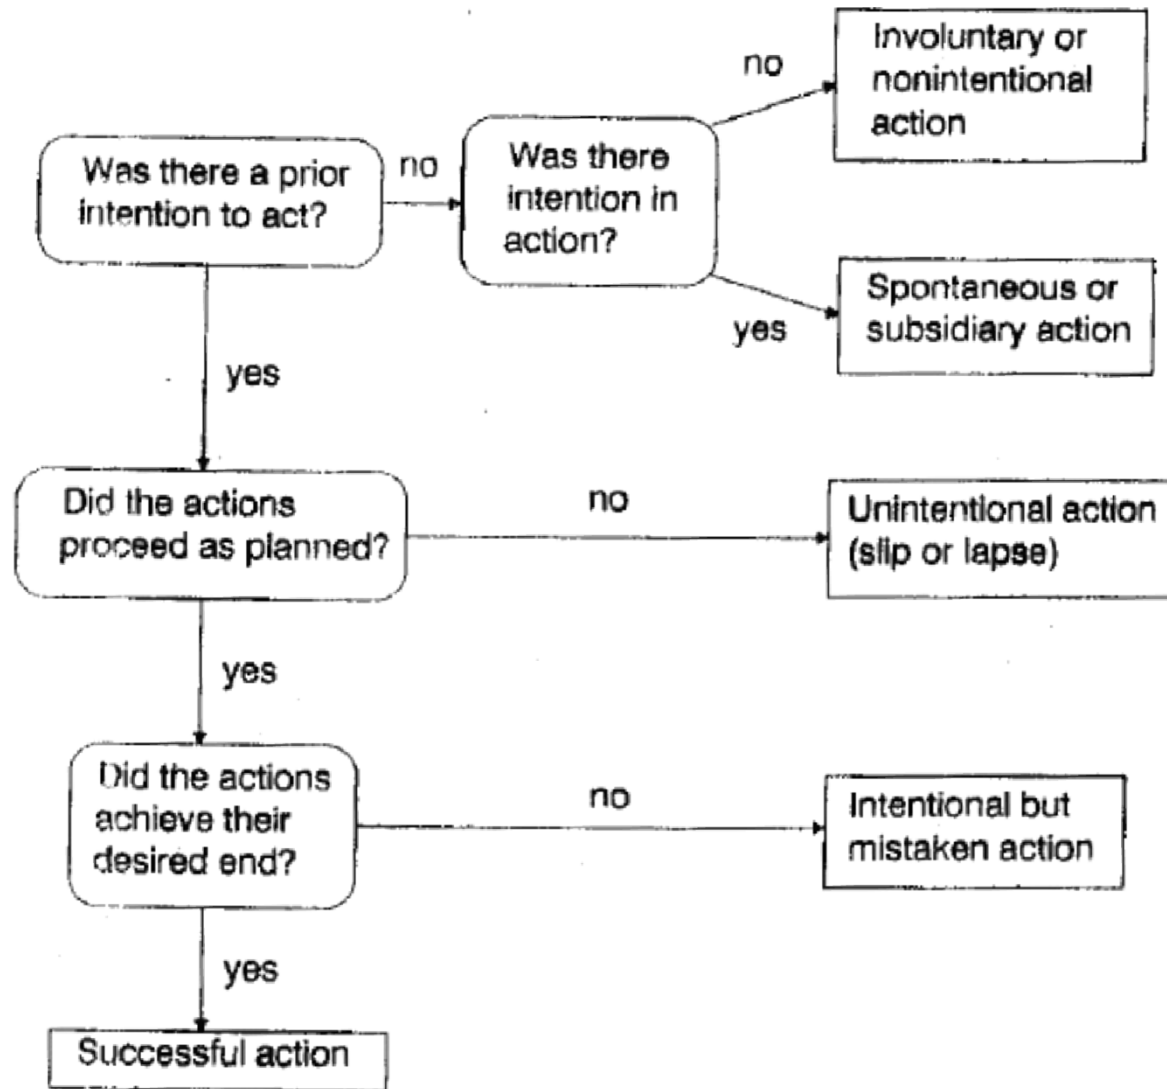 Involuntary or
nonintentional
action
no
Was there a prior
intention to act?
no
Was there
intention in
action?
yes
Spontaneous or
subsidiary action
yes
Did the actions
proceed as planned?
no
Unintentional action
(slip or lapse)
yes
Did the actions
achieve their
desired end?
no
Intentional but
mistaken action
yes
Successful action